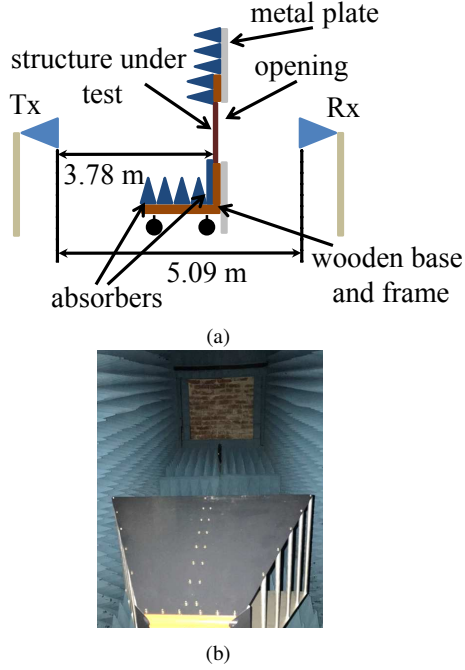 metal plate
structure under
test
opening
Tx
Rx
3.78 m
5.09 m
absorbers
wooden base
and frame
(a)
(b)